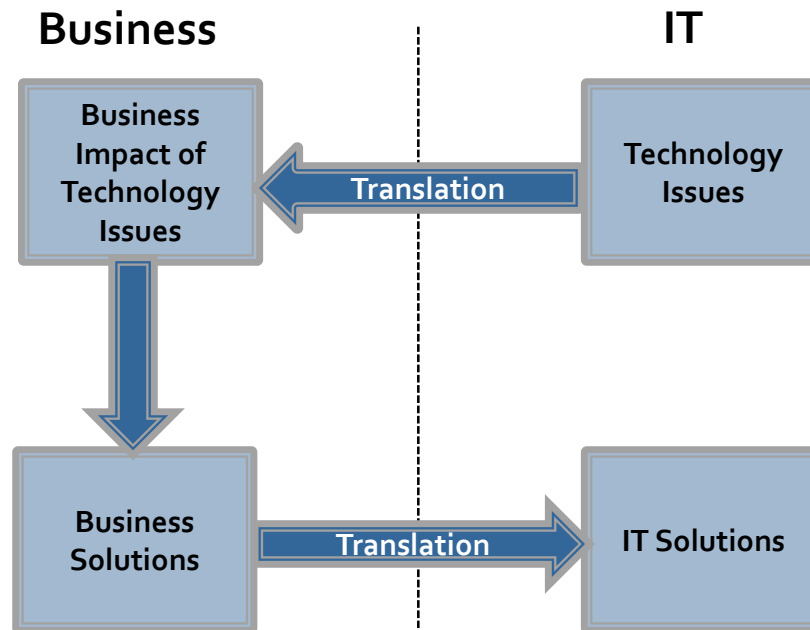 Business
IT
Business
Impact of
Technology
Issues
Translation
Technology
Issues
Business
Solutions
Translation
IT Solutions